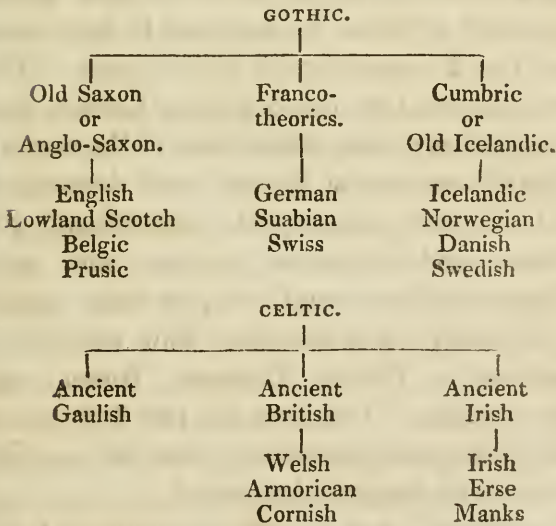 GOTHIC.
Old Saxon
or
Anglo-Saxon.
English
Lowland Scotch
Belgic
Prusic
Franco-
theorics.
German
Suabian
Swiss
Cumbric
or
Old Icelandic.
Icelandic
Norwegian
Danish
Swedish
CELTIC.
Ancient
Gaulish
Ancient
British
Welsh
Armorican
Cornish
Ancient
Irish
Irish
Erse
Manks